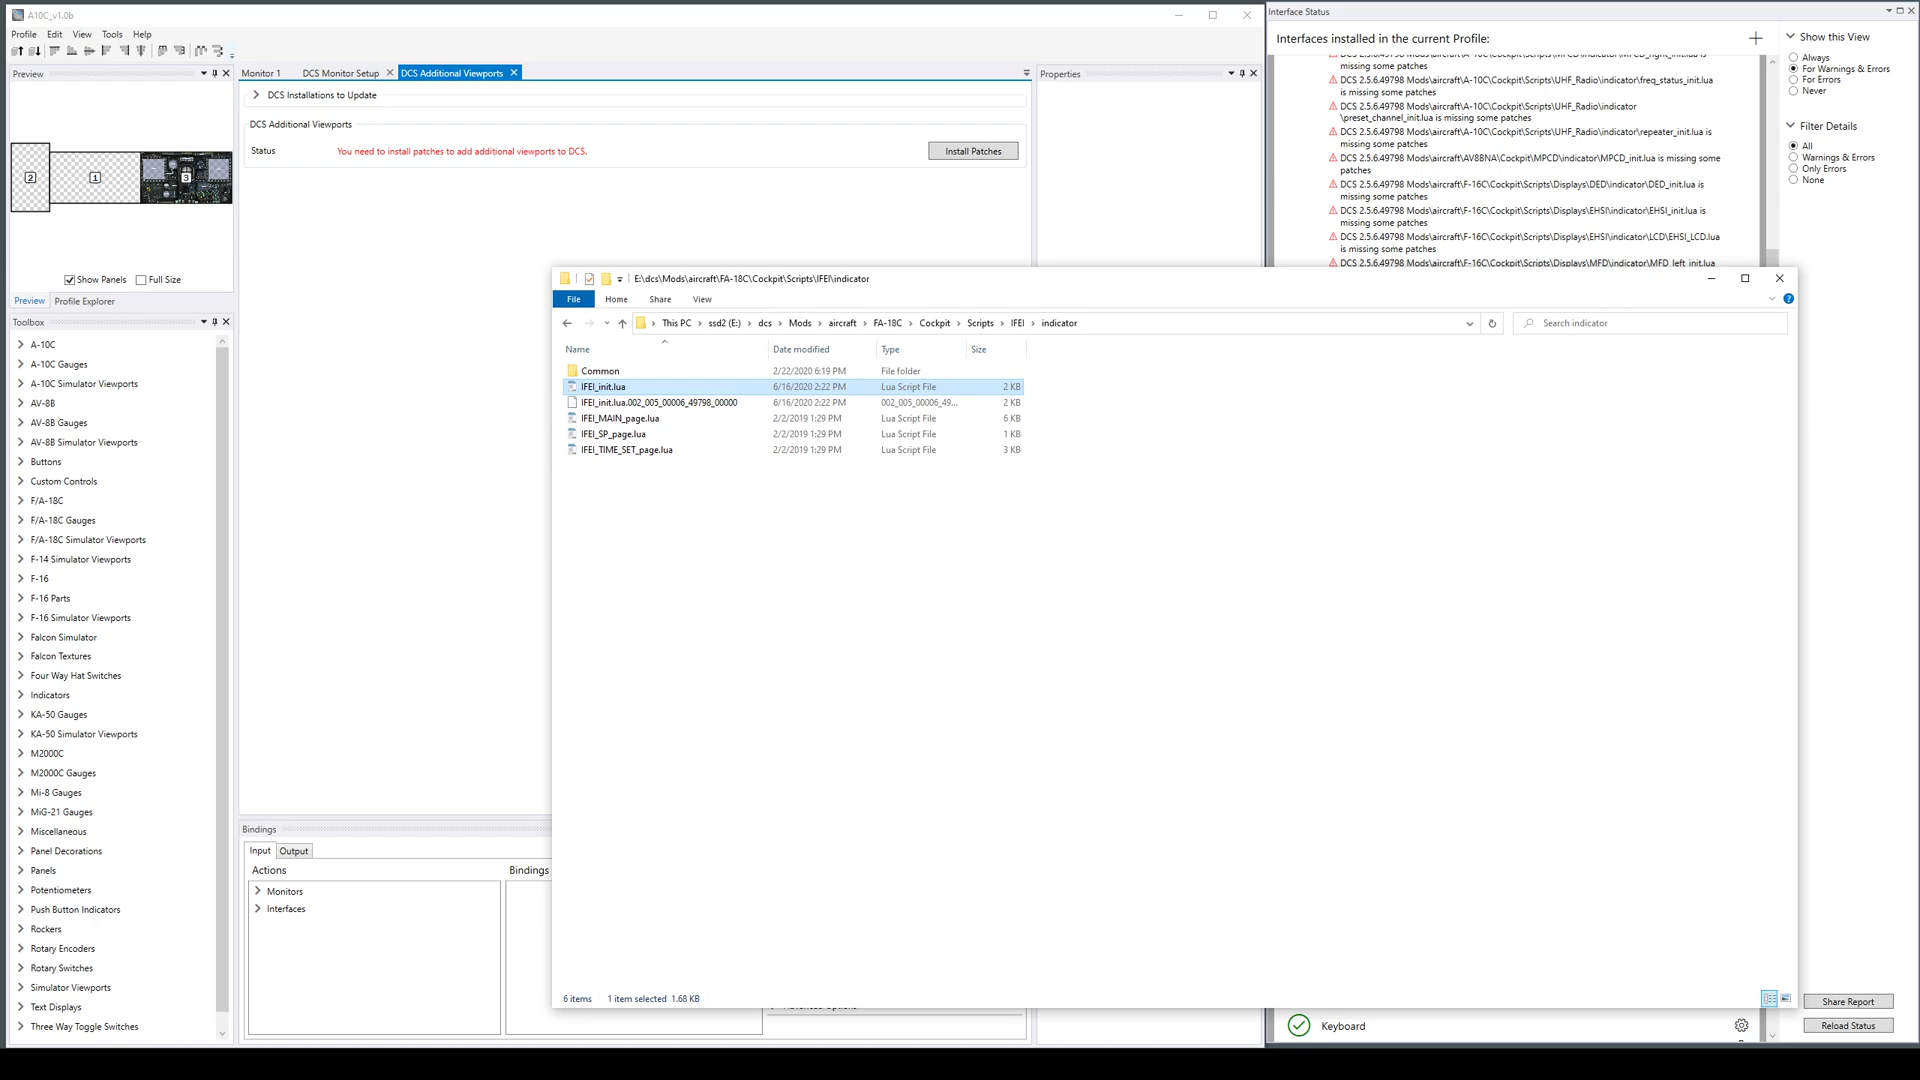 A10C_v1.0b
Profile Edit View Tools Help
Preview
2
1
3
Show Panels Full Size
Preview Profile Explorer
Toolbox
A-10C
A-10C Gauges
A-10C Simulator Viewports
AV-8B
AV-8B Gauges
AV-8B Simulator Viewports
Buttons
Custom Controls
F/A-18C
F/A-18C Gauges
F/A-18C Simulator Viewports
F-14 Simulator Viewports
F-16
F-16 Parts
F-16 Simulator Viewports
Falcon Simulator
Falcon Textures
Four Way Hat Switches
Indicators
KA-50 Gauges
KA-50 Simulator Viewports
M2000C
M2000C Gauges
Mi-8 Gauges
MiG-21 Gauges
Miscellaneous
Panel Decorations
Panels
Potentiometers
Push Button Indicators
Rockers
Rotary Encoders
Rotary Switches
Simulator Viewports
Text Displays
Three Way Toggle Switches
Monitor 1 DCS Monitor Setup DCS Additional Viewports
DCS Installations to Update
DCS Additional Viewports
Status You need to install patches to add additional viewports to DCS. Install Patches
Properties
Bindings
Input Output
Actions Bindings
Monitors
Interfaces
E:\dcs\Mods\aircraft\FA-18C\Cockpit\Scripts\IFEI\indicator
File Home Share View
This PC ssd2 (E:) dcs Mods aircraft FA-18C Cockpit Scripts IFEI indicator Search indicator
Name Date modified Type Size
Common 2/22/2020 6:19 PM File folder
IFEI_init.lua 6/16/2020 2:22 PM Lua Script File 2 KB
IFEI_init.lua.002_005_00006_49798_00000 6/16/2020 2:22 PM 002_005_00006_49... 2 KB
IFEI_MAIN_page.lua 2/2/2019 1:29 PM Lua Script File 6 KB
IFEI_SP_page.lua 2/2/2019 1:29 PM Lua Script File 1 KB
IFEI_TIME_SET_page.lua 2/2/2019 1:29 PM Lua Script File 3 KB
6 items 1 item selected 1.68 KB
Interface Status
Interfaces installed in the current Profile:
missing some patches
DCS 2.5.6.49798 Mods\aircraft\A-10C\Cockpit\Scripts\UHF_Radio\indicator\freq_status_init.lua
is missing some patches
DCS 2.5.6.49798 Mods\aircraft\A-10C\Cockpit\Scripts\UHF_Radio\indicator
\preset_channel_init.lua is missing some patches
DCS 2.5.6.49798 Mods\aircraft\A-10C\Cockpit\Scripts\UHF_Radio\indicator\repeater_init.lua is
missing some patches
DCS 2.5.6.49798 Mods\aircraft\AV8BNA\Cockpit\MPCD\indicator\MPCD_init.lua is missing some
patches
DCS 2.5.6.49798 Mods\aircraft\F-16C\Cockpit\Scripts\Displays\DED\indicator\DED_init.lua is
missing some patches
DCS 2.5.6.49798 Mods\aircraft\F-16C\Cockpit\Scripts\Displays\EHSI\indicator\EHSI_init.lua is
missing some patches
DCS 2.5.6.49798 Mods\aircraft\F-16C\Cockpit\Scripts\Displays\EHSI\indicator\LCD\EHSI_LCD.lua
is missing some patches
DCS 2.5.6.49798 Mods\aircraft\F-16C\Cockpit\Scripts\Displays\MFD\indicator\MFD_left_init.lua
Keyboard
Show this View
Always
For Warnings & Errors
For Errors
Never
Filter Details
All
Warnings & Errors
Only Errors
None
Share Report
Reload Status